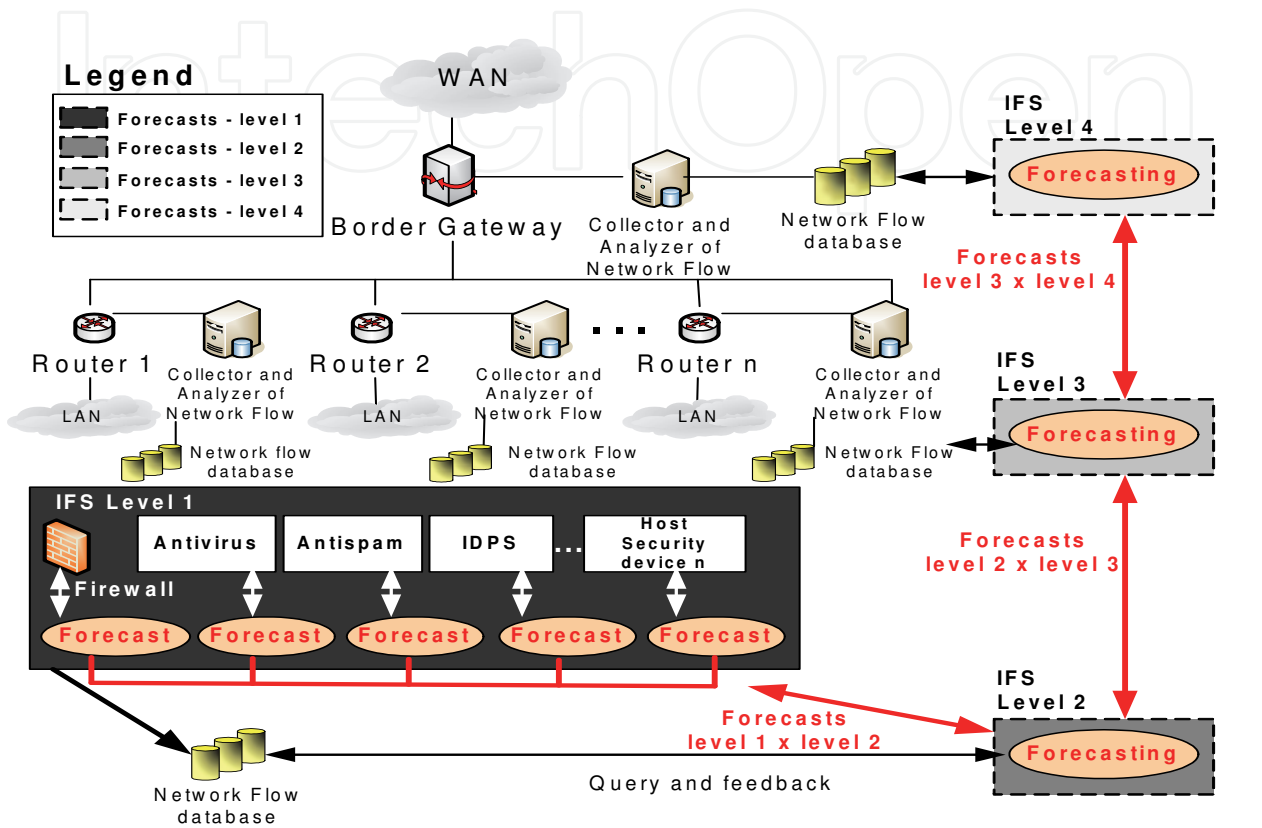 IntechOpen
Legend
Forecasts - level 1
Forecasts - level 2
Forecasts - level 3
Forecasts - level 4
WAN
Border Gateway
Collector and
Analyzer of
Network Flow
Network Flow
database
IFS
Level 4
Forecasting
Forecasts
level 3 x level 4
Router 1
LAN
Collector and
Analyzer of
Network Flow
Network flow
database
Router 2
LAN
Collector and
Analyzer of
Network Flow
Network Flow
database
...
Router n
LAN
Collector and
Analyzer of
Network Flow
Network Flow
database
IFS
Level 3
Forecasting
Forecasts
level 2 x level 3
IFS Level 1
Firewall
Antivirus
Antispam
IDPS
...
Host
Security
device n
Forecast
Forecast
Forecast
Forecast
Forecast
Forecasts
level 1 x level 2
IFS
Level 2
Forecasting
Query and feedback
Network Flow
database